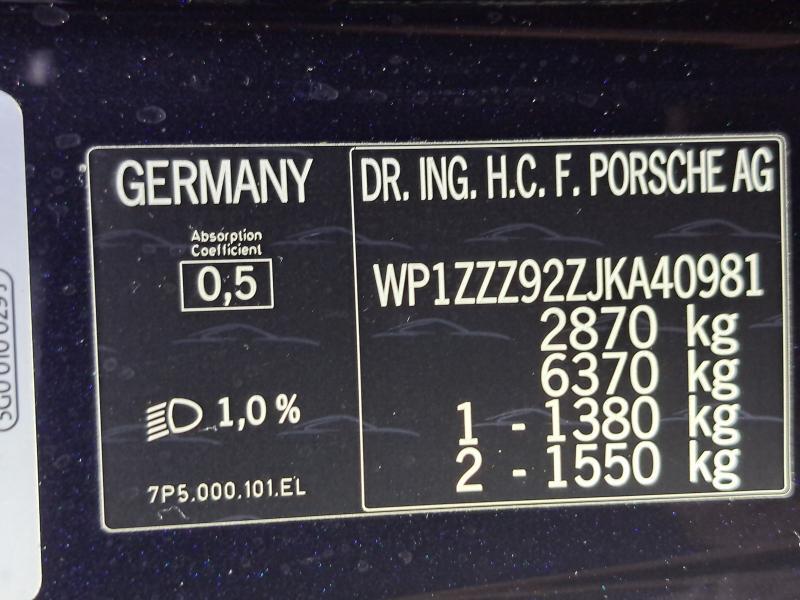 GERMANY
Absorption
Coefficient
0,5
1,0 %
7P5.000.101.EL
DR. ING. H.C. F. PORSCHE AG
WP1ZZZ92ZJKA40981
2870 kg
6370 kg
1 - 1380 kg
2 - 1550 kg